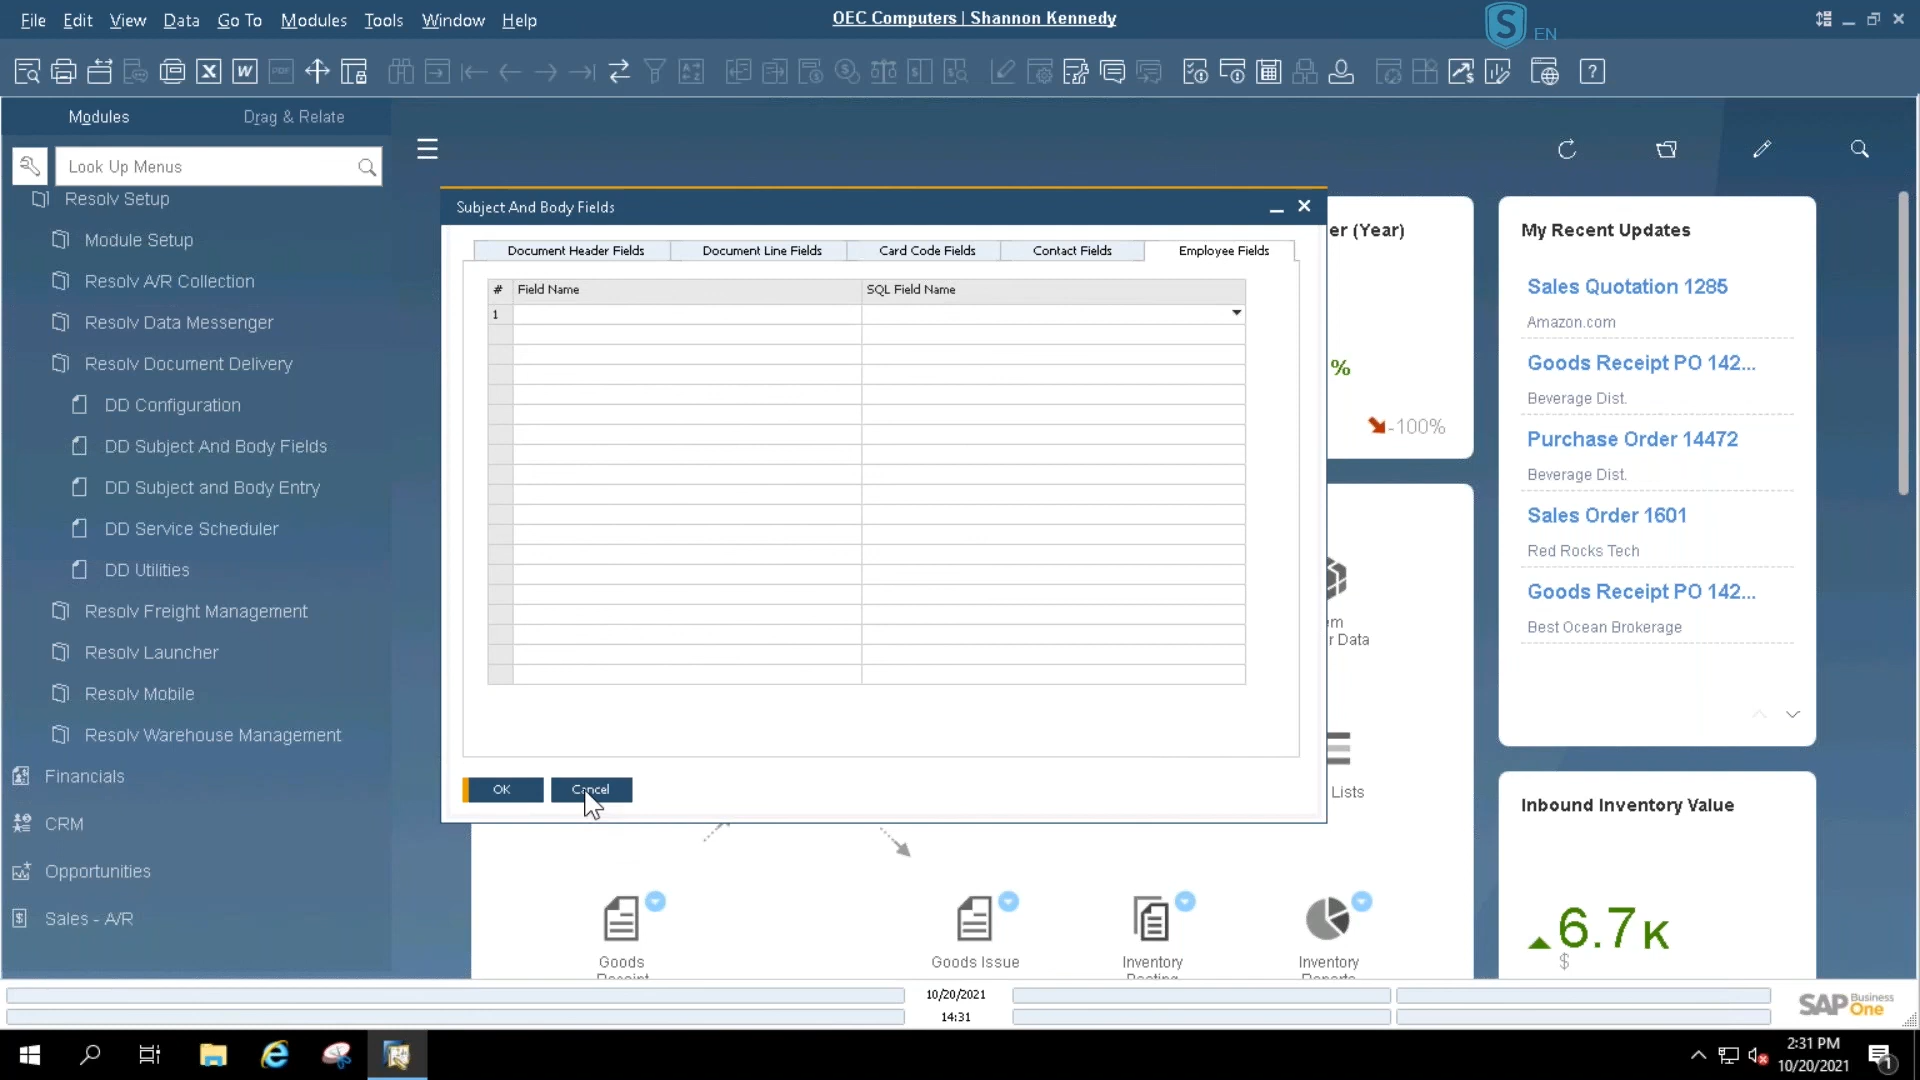 File Edit View Data Go To Modules Tools Window Help
OEC Computers | Shannon Kennedy
S EN
Modules Drag & Relate
Look Up Menus
Resolv Setup
Module Setup
Resolv A/R Collection
Resolv Data Messenger
Resolv Document Delivery
DD Configuration
DD Subject And Body Fields
DD Subject and Body Entry
DD Service Scheduler
DD Utilities
Resolv Freight Management
Resolv Launcher
Resolv Mobile
Resolv Warehouse Management
Financials
CRM
Opportunities
Sales - A/R
Subject And Body Fields
Document Header Fields Document Line Fields Card Code Fields Contact Fields Employee Fields
# Field Name SQL Field Name
1
OK Cancel
er (Year)
%
-100%
r Data
Lists
Goods
Receipt
Goods Issue
Inventory
Posting
Inventory
Reports
My Recent Updates
Sales Quotation 1285
Amazon.com
Goods Receipt PO 142...
Beverage Dist.
Purchase Order 14472
Beverage Dist.
Sales Order 1601
Red Rocks Tech
Goods Receipt PO 142...
Best Ocean Brokerage
Inbound Inventory Value
6.7 K
$
10/20/2021
14:31
SAP Business One
2:31 PM
10/20/2021
1